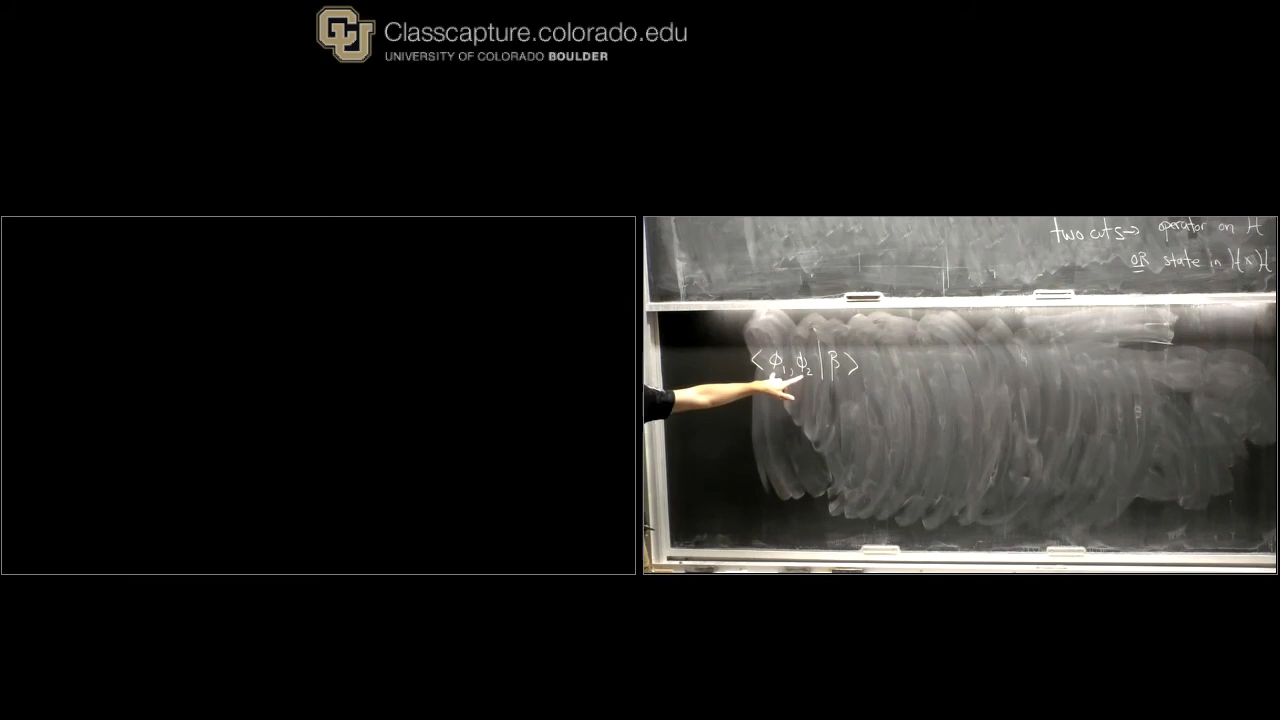 Classcapture.colorado.edu
UNIVERSITY OF COLORADO BOULDER
two cuts→ operator on H
OR state in H(x)H
<ϕ₁,ϕ₂|β>